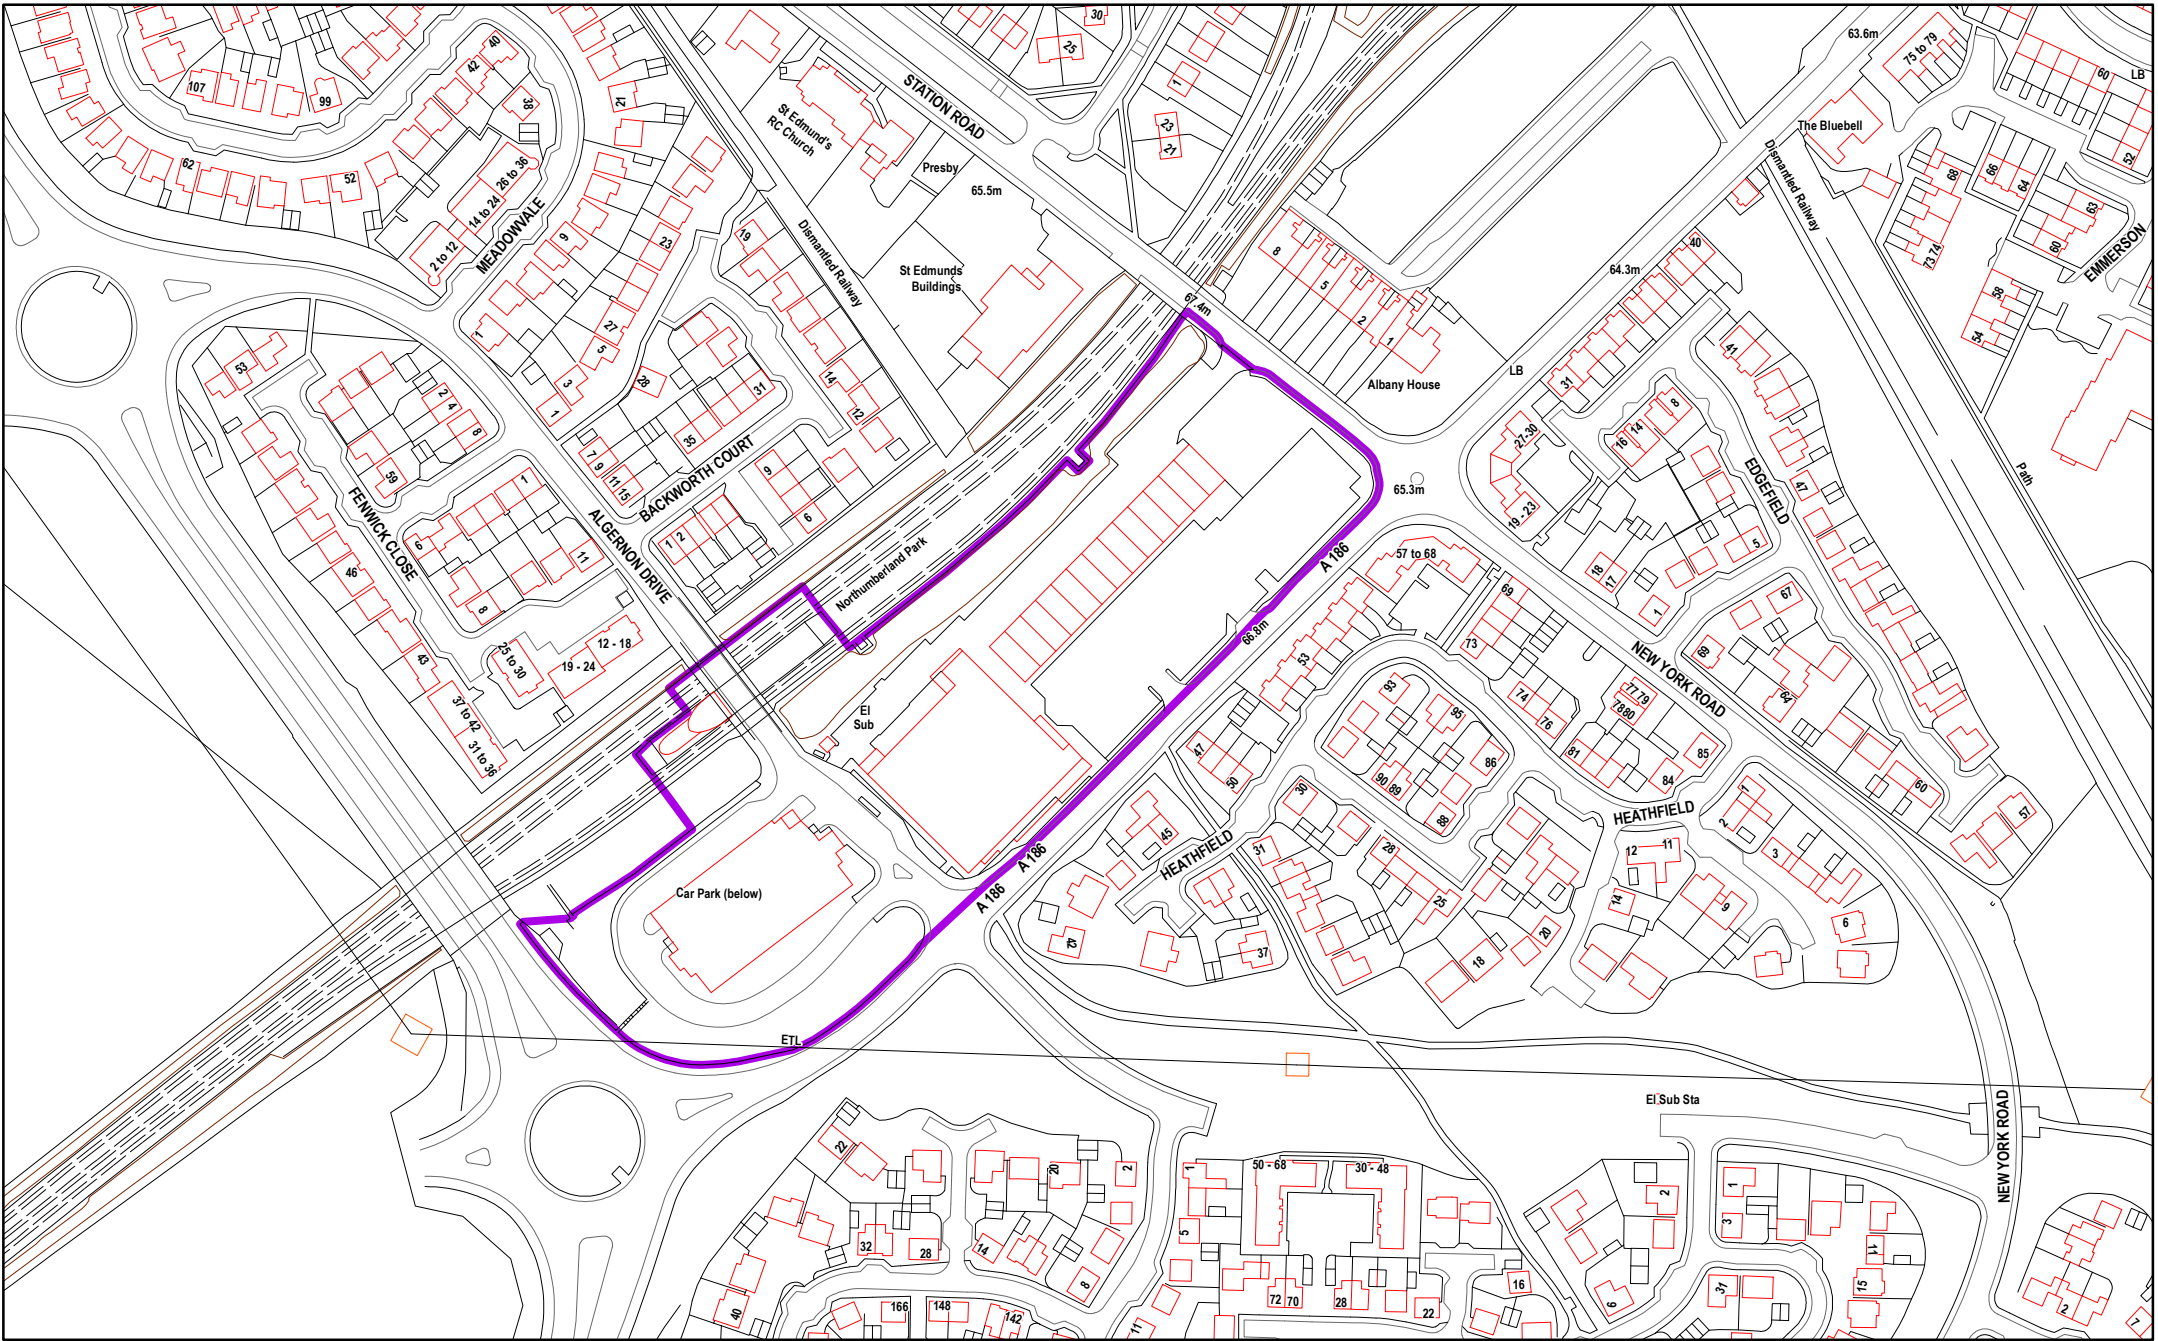 30
25
1
STATION ROAD
63.6m
75 to 79
60
LB
52
107
99
42
40
38
21
62
52
26 to 36
14 to 24
2 to 12
MEADOWVALE
St Edmund's
RC Church
Presby
65.5m
23
21
The Bluebell
Dismantled Railway
68
66
64
63
60
73 74
EMMERSON
58
54
9
23
19
Dismantled Railway
St Edmunds
Buildings
67.4m
8
5
2
1
Albany House
LB
64.3m
40
41
31
1
27
5
3
1
28
31
35
14
12
53
2
4
8
59
FENWICK CLOSE
7 9
11 15
BACKWORTH COURT
9
6
1 2
1
6
11
8
ALGERNON DRIVE
46
43
25 to 30
12 - 18
19 - 24
37 to 42
31 to 36
Northumberland Park
El
Sub
Car Park (below)
65.3m
A 186
66.8m
A 186
A 186
27-30
19 - 23
16
14
8
EDGEFIELD
47
5
18
17
1
Path
57 to 68
69
73
53
47
50
74
76
77 79
78 80
81
84
85
NEW YORK ROAD
67
69
64
60
57
93
95
86
90
89
88
HEATHFIELD
45
42
37
30
31
28
25
20
18
HEATHFIELD
12
11
14
9
1
2
3
6
ETL
El Sub Sta
NEW YORK ROAD
22
20
2
32
28
14
8
40
166
148
142
1
50 - 68
30 - 48
5
72
70
28
22
16
11
2
6
1
3
11
15
31
2
7